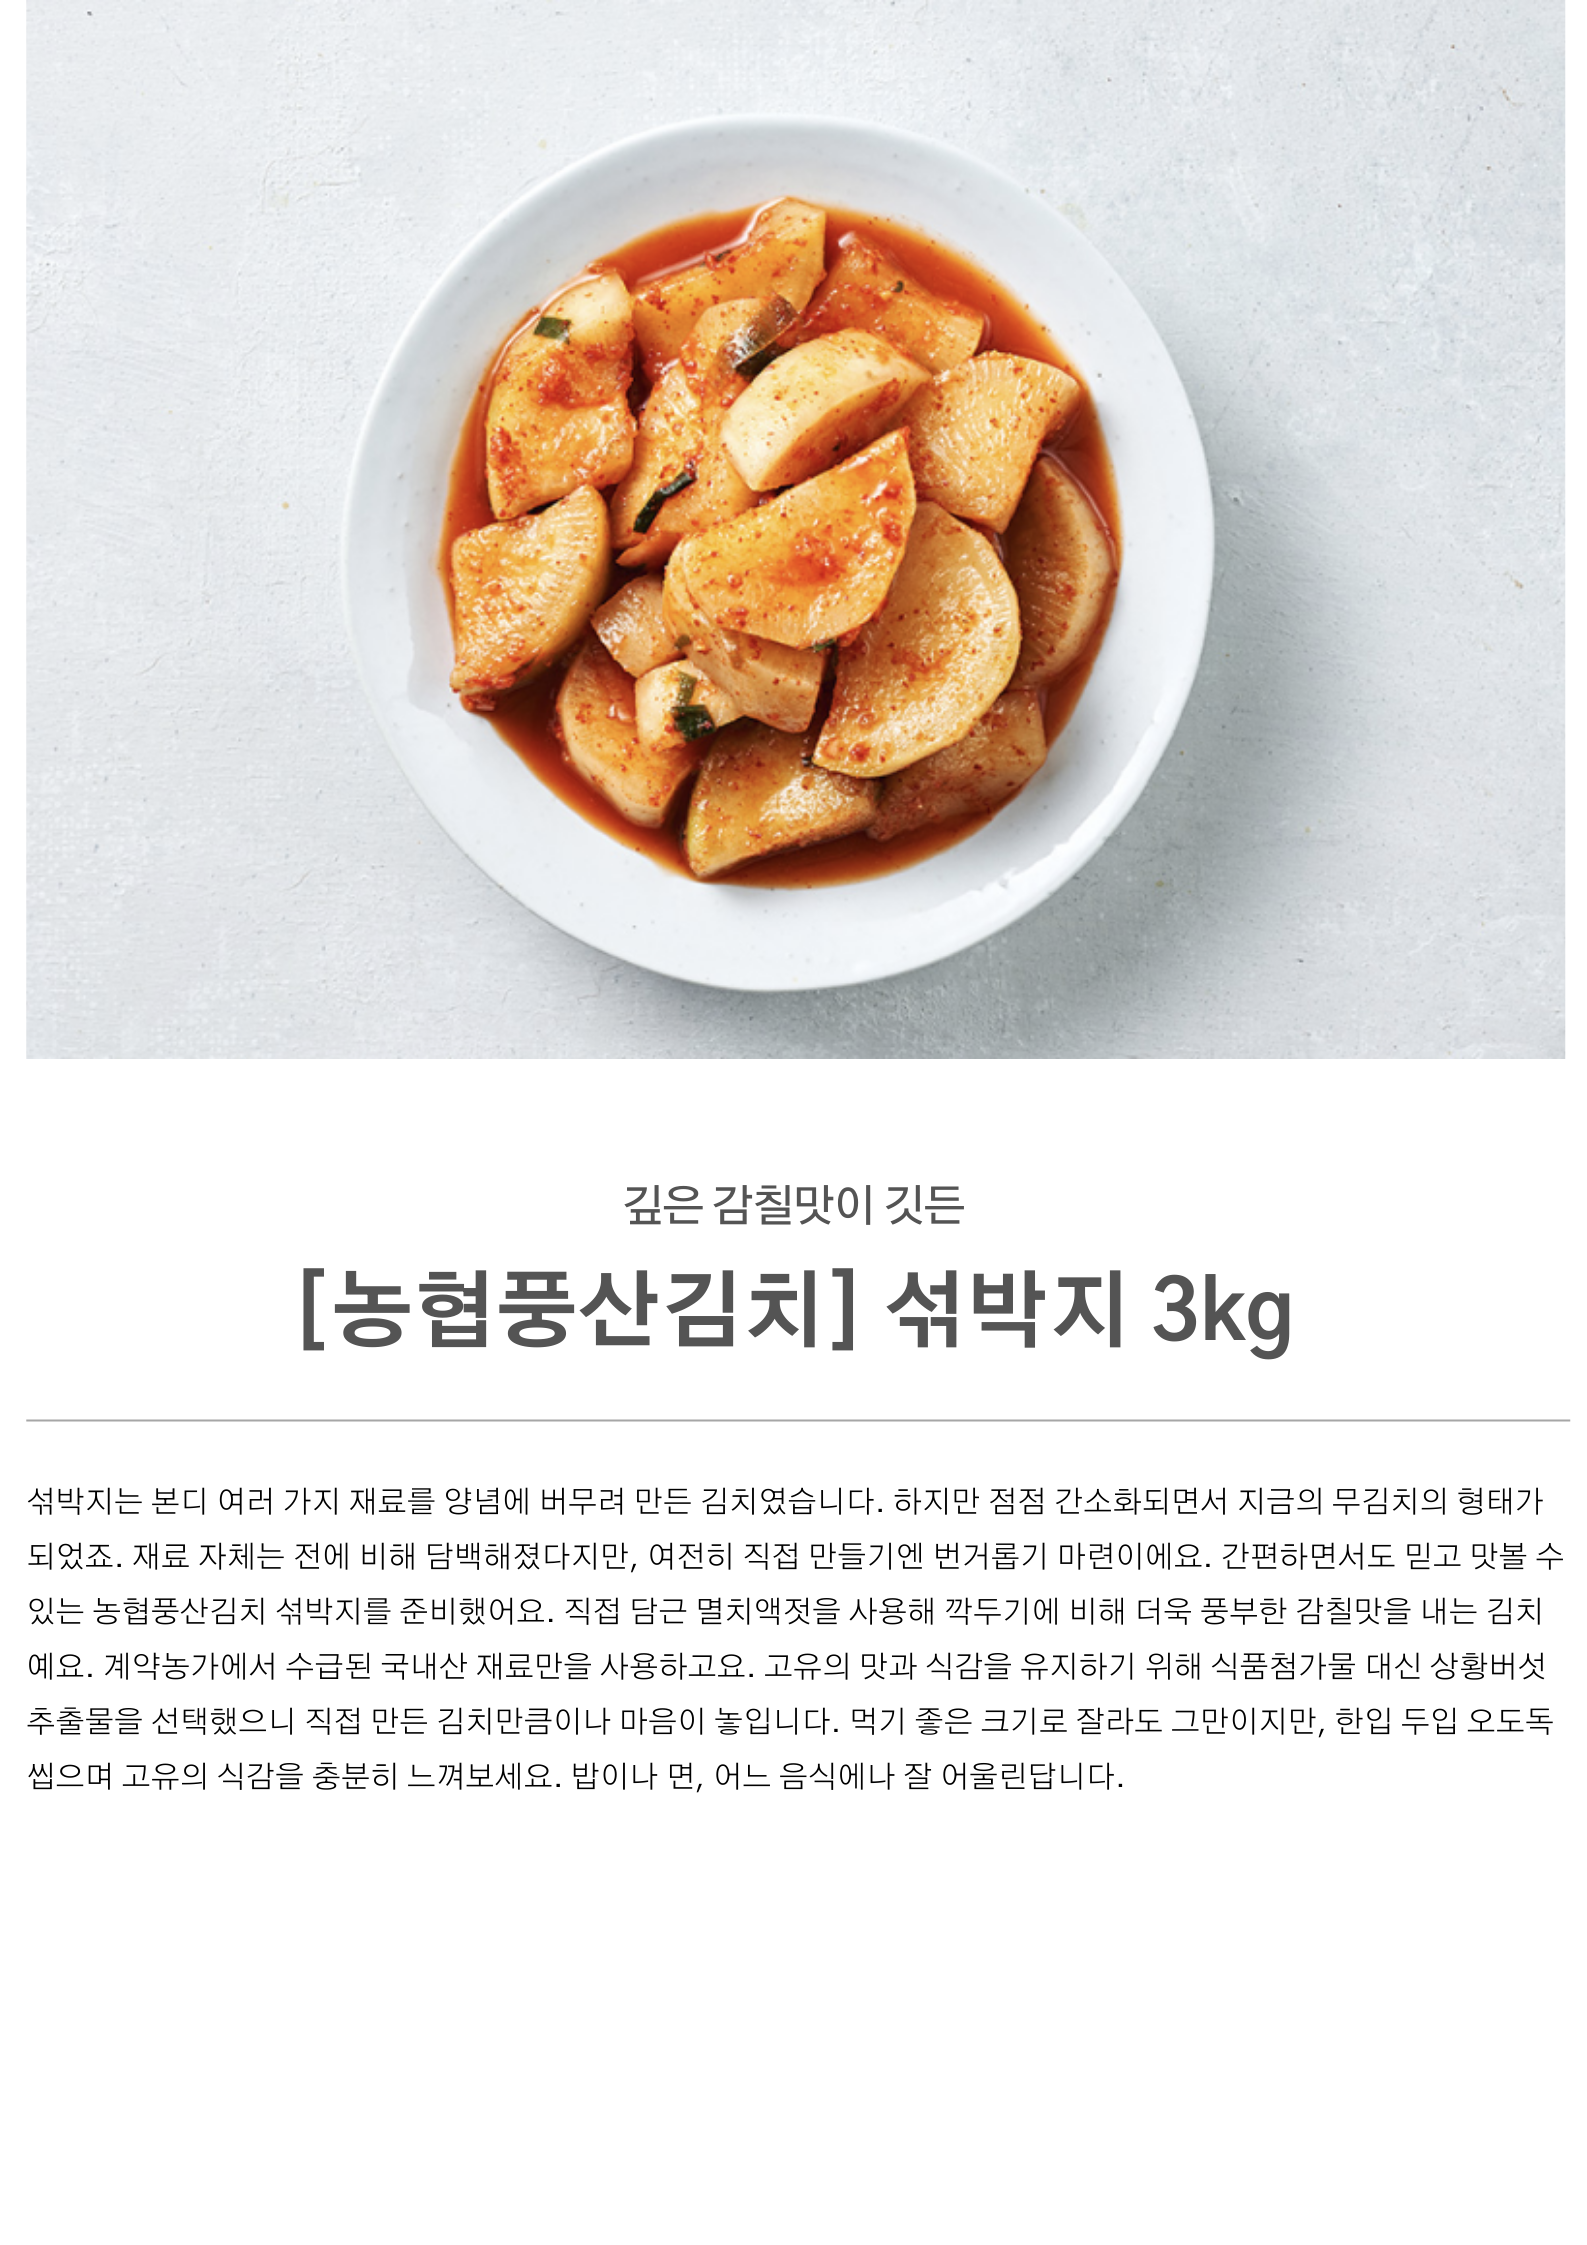 깊은 감칠맛이 깃든
[농협풍산김치] 섞박지 3kg
섞박지는 본디 여러 가지 재료를 양념에 버무려 만든 김치였습니다. 하지만 점점 간소화되면서 지금의 무김치의 형태가
되었죠. 재료 자체는 전에 비해 담백해졌다지만, 여전히 직접 만들기엔 번거롭기 마련이에요. 간편하면서도 믿고 맛볼 수
있는 농협풍산김치 섞박지를 준비했어요. 직접 담근 멸치액젓을 사용해 깍두기에 비해 더욱 풍부한 감칠맛을 내는 김치
예요. 계약농가에서 수급된 국내산 재료만을 사용하고요. 고유의 맛과 식감을 유지하기 위해 식품첨가물 대신 상황버섯
추출물을 선택했으니 직접 만든 김치만큼이나 마음이 놓입니다. 먹기 좋은 크기로 잘라도 그만이지만, 한입 두입 오도독
씹으며 고유의 식감을 충분히 느껴보세요. 밥이나 면, 어느 음식에나 잘 어울린답니다.